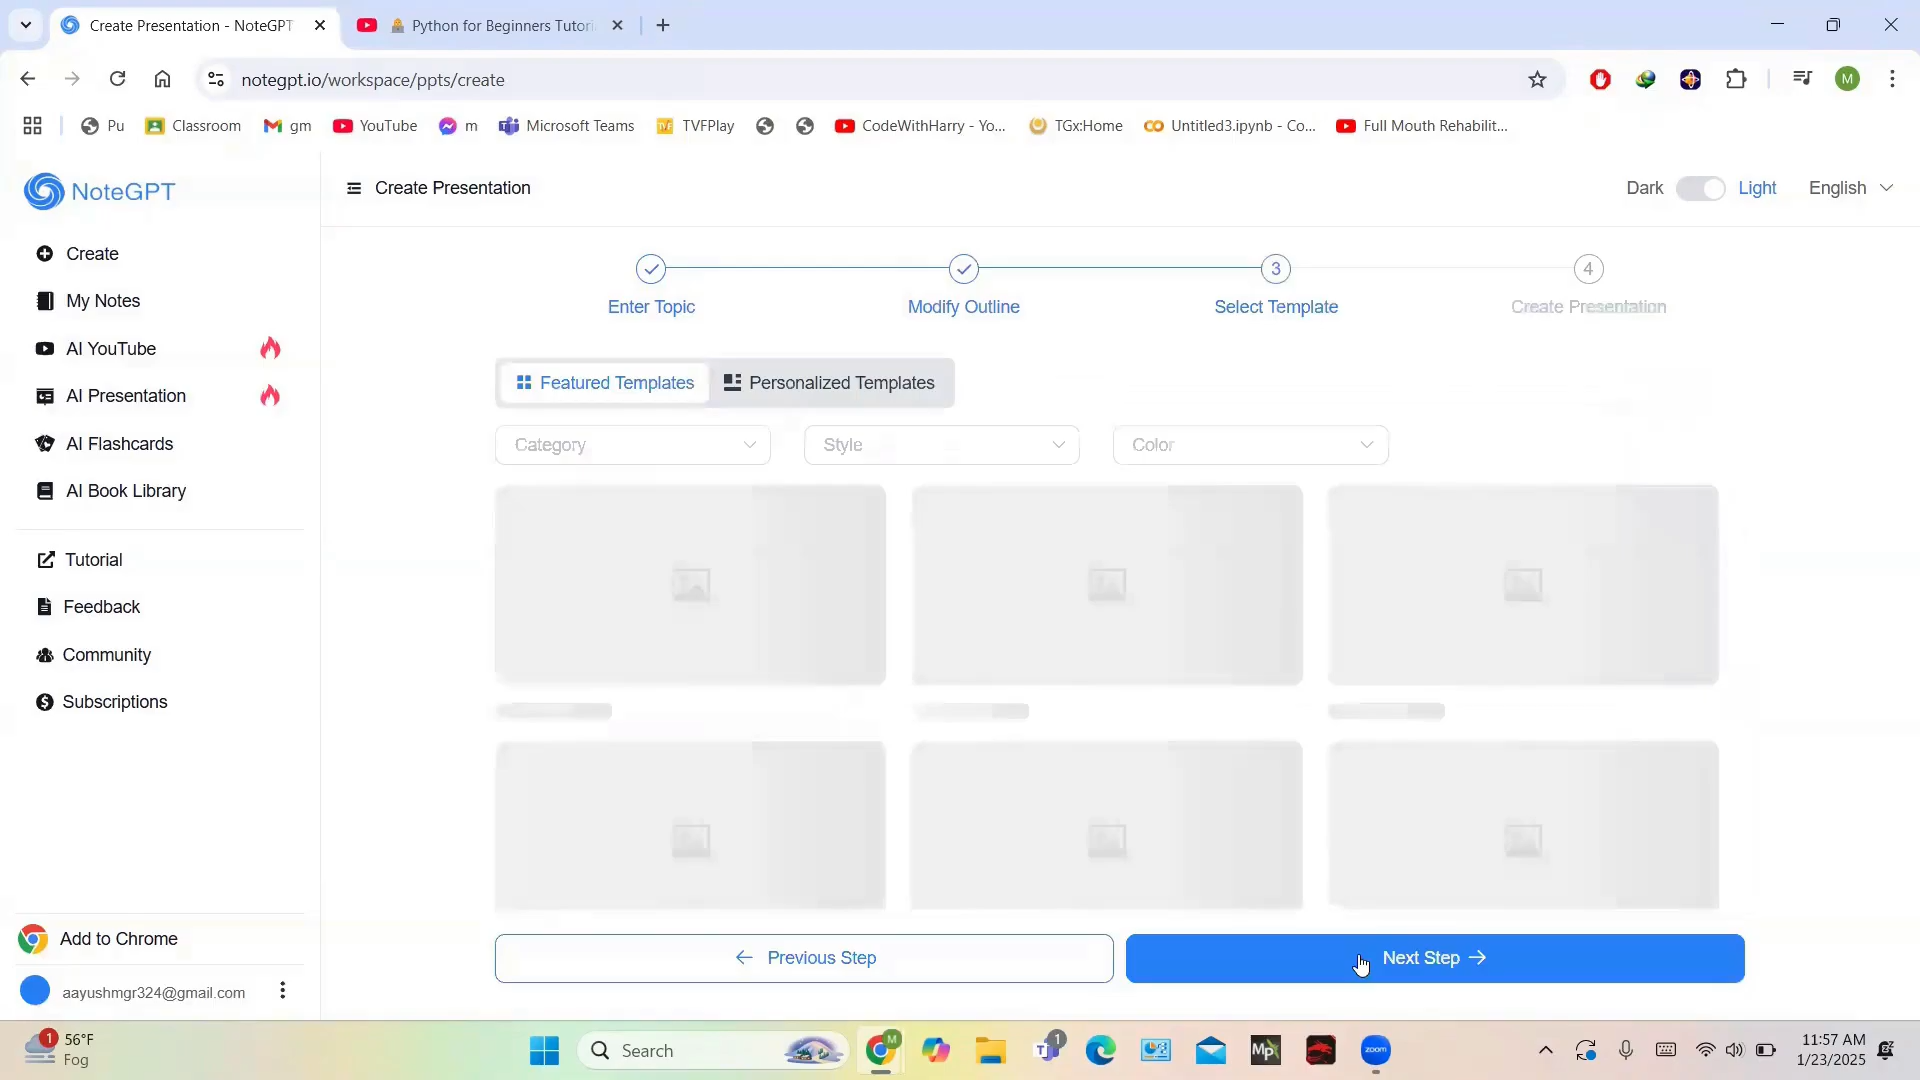 Create Presentation - NoteGPT
Python for Beginners Tutori
notegpt.io/workspace/ppts/create
M
Pu
Classroom
gm
YouTube
m
Microsoft Teams
TVFPlay
CodeWithHarry - Yo...
TGx:Home
Untitled3.ipynb - Co...
Full Mouth Rehabilit...
NoteGPT
Create Presentation
Dark
Light
English
Create
My Notes
AI YouTube
AI Presentation
AI Flashcards
AI Book Library
Tutorial
Feedback
Community
Subscriptions
Add to Chrome
aayushmgr324@gmail.com
3
4
Enter Topic
Modify Outline
Select Template
Create Presentation
Featured Templates
Personalized Templates
Category
Style
Color
Previous Step
Next Step
1
56°F
Fog
Search
M
1
Mp
zoom
11:57 AM
1/23/2025